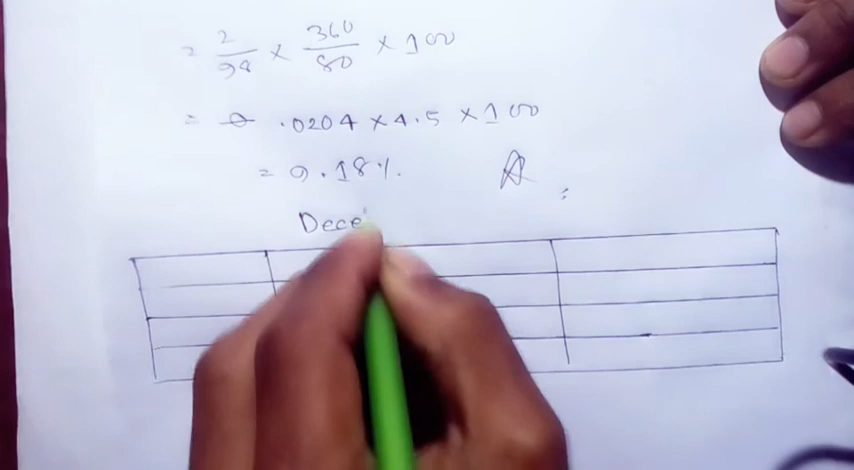 = 2/98 × 360/80 × 100
= .0204 × 4.5 × 100
= 9.18%.
Dece